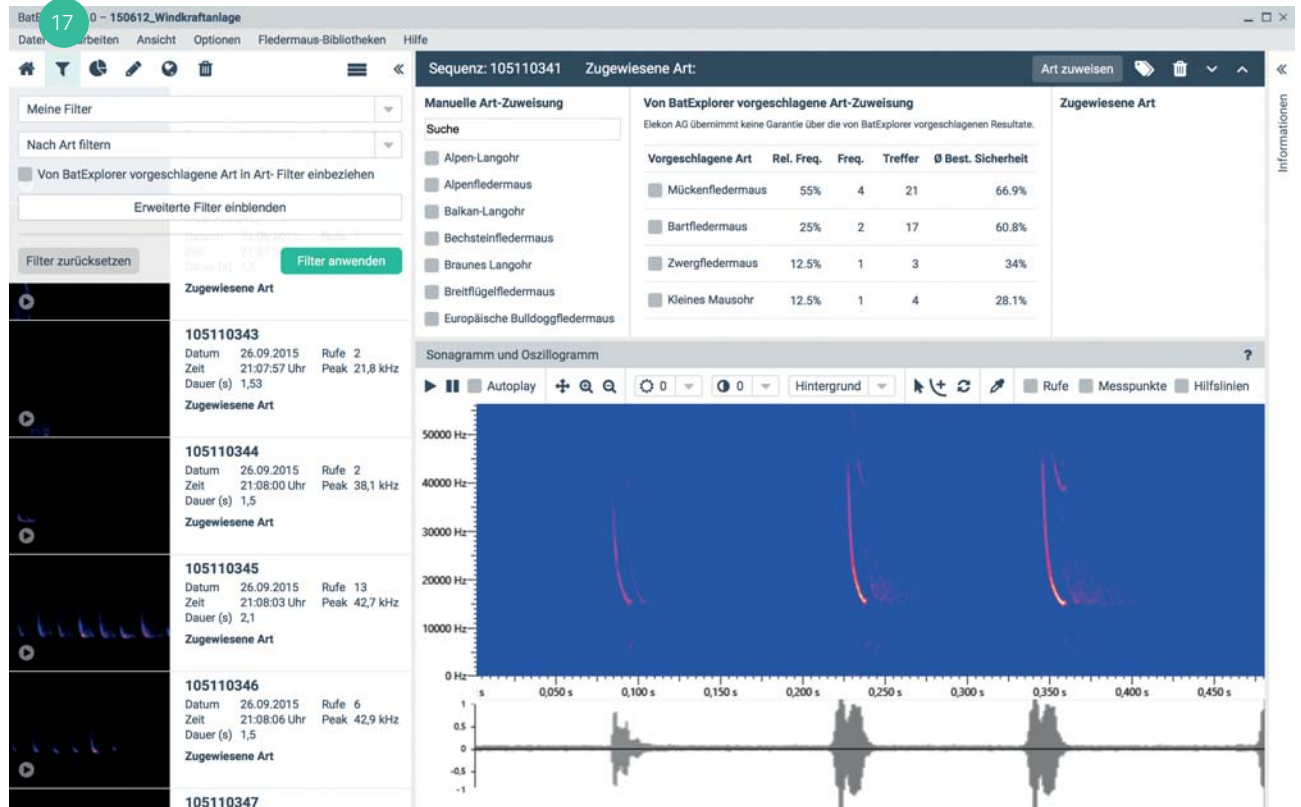 17
BatE 0 – 150612_Windkraftanlage
Datei arbeiten Ansicht Optionen Fledermaus-Bibliotheken Hilfe
Meine Filter
Nach Art filtern
Von BatExplorer vorgeschlagene Art in Art- Filter einbeziehen
Erweiterte Filter einblenden
Filter zurücksetzen
Filter anwenden
Zugewiesene Art
105110343
Datum 26.09.2015 Rufe 2
Zeit 21:07:57 Uhr Peak 21,8 kHz
Dauer (s) 1,53
Zugewiesene Art
105110344
Datum 26.09.2015 Rufe 2
Zeit 21:08:00 Uhr Peak 38,1 kHz
Dauer (s) 1,5
Zugewiesene Art
105110345
Datum 26.09.2015 Rufe 13
Zeit 21:08:03 Uhr Peak 42,7 kHz
Dauer (s) 2,1
Zugewiesene Art
105110346
Datum 26.09.2015 Rufe 6
Zeit 21:08:06 Uhr Peak 42,9 kHz
Dauer (s) 1,5
Zugewiesene Art
105110347
Sequenz: 105110341 Zugewiesene Art:
Art zuweisen
Manuelle Art-Zuweisung
Suche
Alpen-Langohr
Alpenfledermaus
Balkan-Langohr
Bechsteinfledermaus
Braunes Langohr
Breitflügelfledermaus
Europäische Bulldoggfledermaus
Von BatExplorer vorgeschlagene Art-Zuweisung
Elekon AG übernimmt keine Garantie über die von BatExplorer vorgeschlagenen Resultate.
Vorgeschlagene Art Rel. Freq. Freq. Treffer Ø Best. Sicherheit
Mückenfledermaus 55% 4 21 66.9%
Bartfledermaus 25% 2 17 60.8%
Zwergfledermaus 12.5% 1 3 34%
Kleines Mausohr 12.5% 1 4 28.1%
Zugewiesene Art
Informationen
Sonagramm und Oszillogramm ?
Autoplay 0 0 Hintergrund Rufe Messpunkte Hilfslinien
50000 Hz
40000 Hz
30000 Hz
20000 Hz
10000 Hz
0 Hz
s 0,050 s 0,100 s 0,150 s 0,200 s 0,250 s 0,300 s 0,350 s 0,400 s 0,450 s
1
0.5
0
-0.5
-1